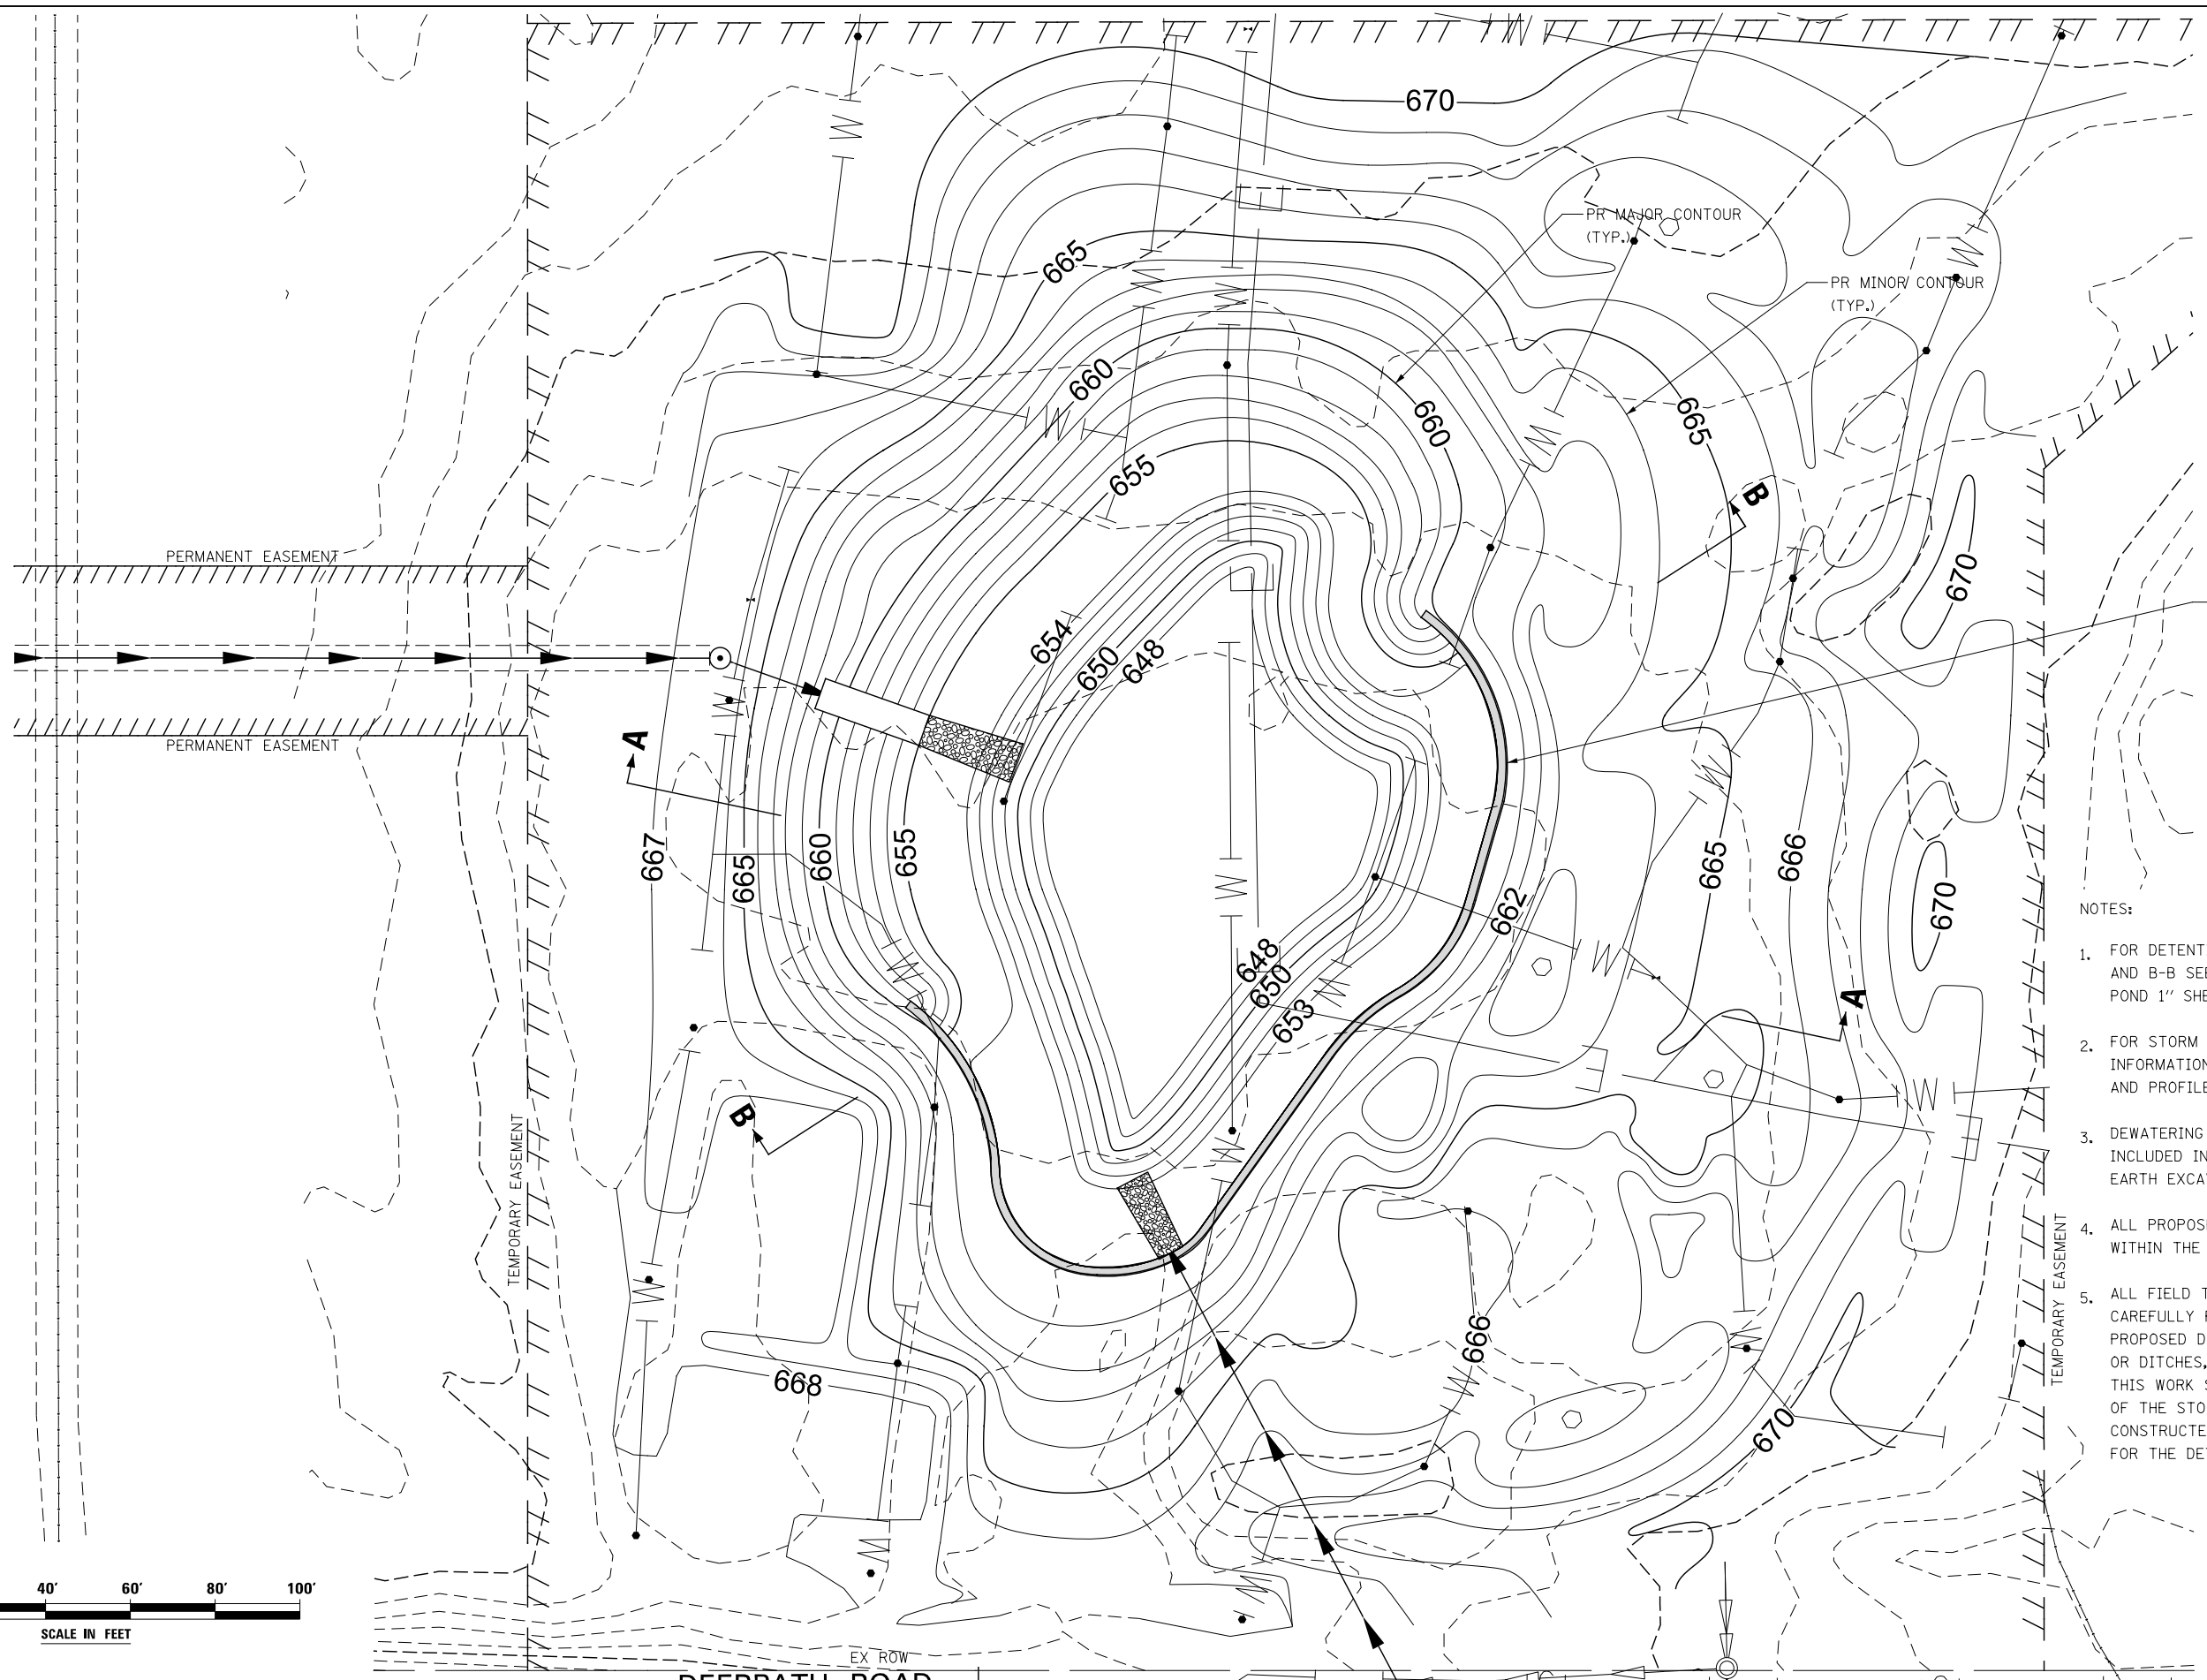 670
PR MAJOR CONTOUR
(TYP.)
PR MINOR CONTOUR
(TYP.)
665
660
660
665
655
B
PERMANENT EASEMENT
670
654
650
648
PERMANENT EASEMENT
A
667
665
660
655
665
666
662
670
NOTES:
648
650
653
A
1. FOR DETENT
AND B-B SE
POND 1" SHE
2. FOR STORM
INFORMATION
AND PROFILE
B
3. DEWATERING
INCLUDED IN
EARTH EXCA
TEMPORARY EASEMENT
TEMPORARY EASEMENT
4. ALL PROPOS
WITHIN THE
5. ALL FIELD T
CAREFULLY
PROPOSED D
OR DITCHES,
THIS WORK
OF THE STO
CONSTRUCTE
FOR THE DE
666
668
670
40' 60' 80' 100'
SCALE IN FEET
EX ROW
DEERPATH ROAD